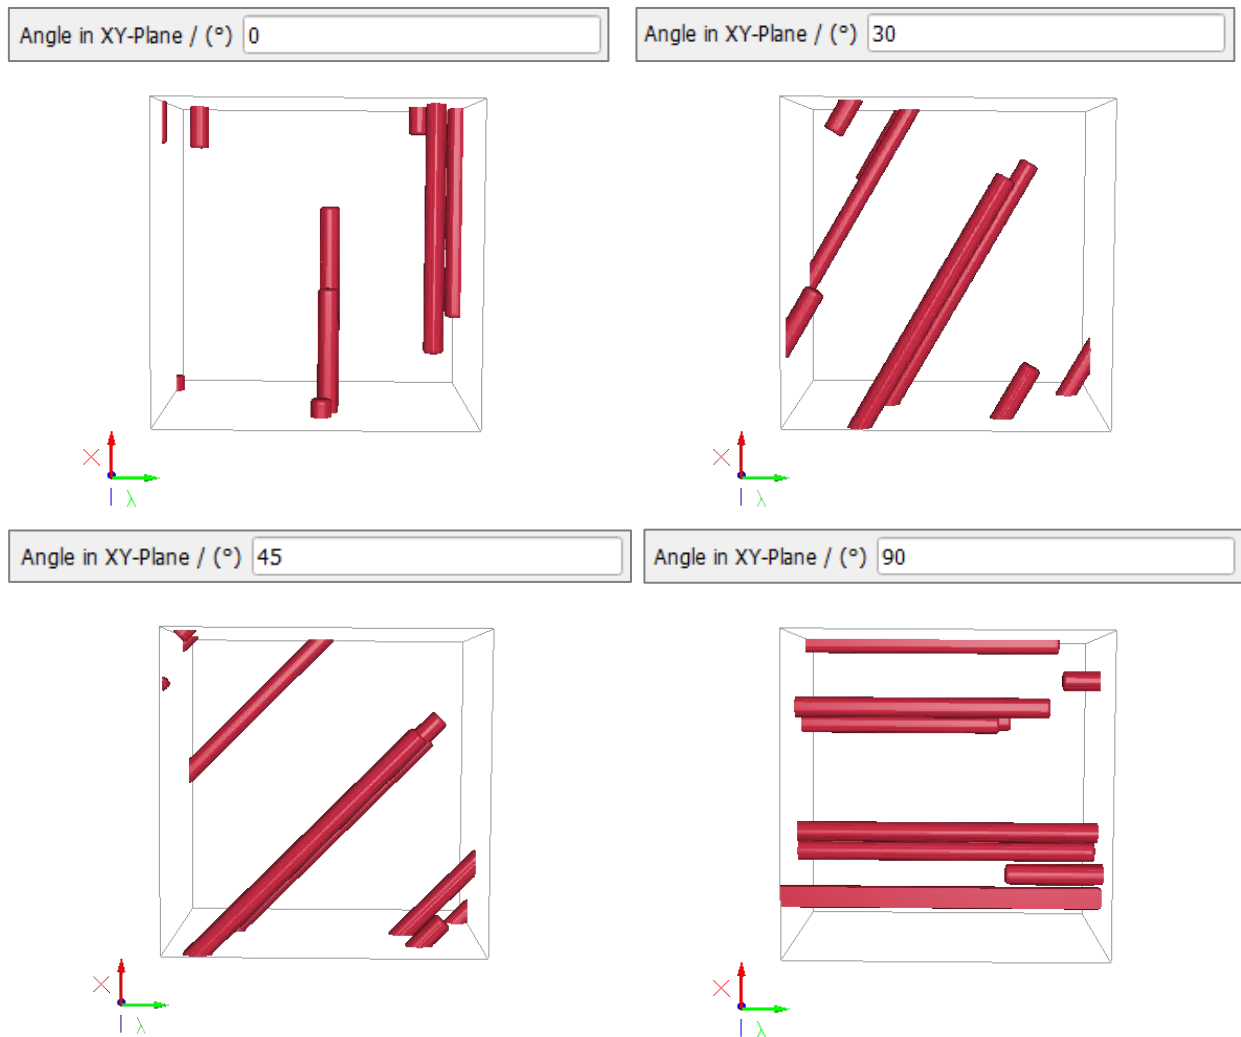 Angle in XY-Plane / (°) 0
Angle in XY-Plane / (°) 30
X
λ
X
λ
Angle in XY-Plane / (°) 45
Angle in XY-Plane / (°) 90
X
λ
X
λ